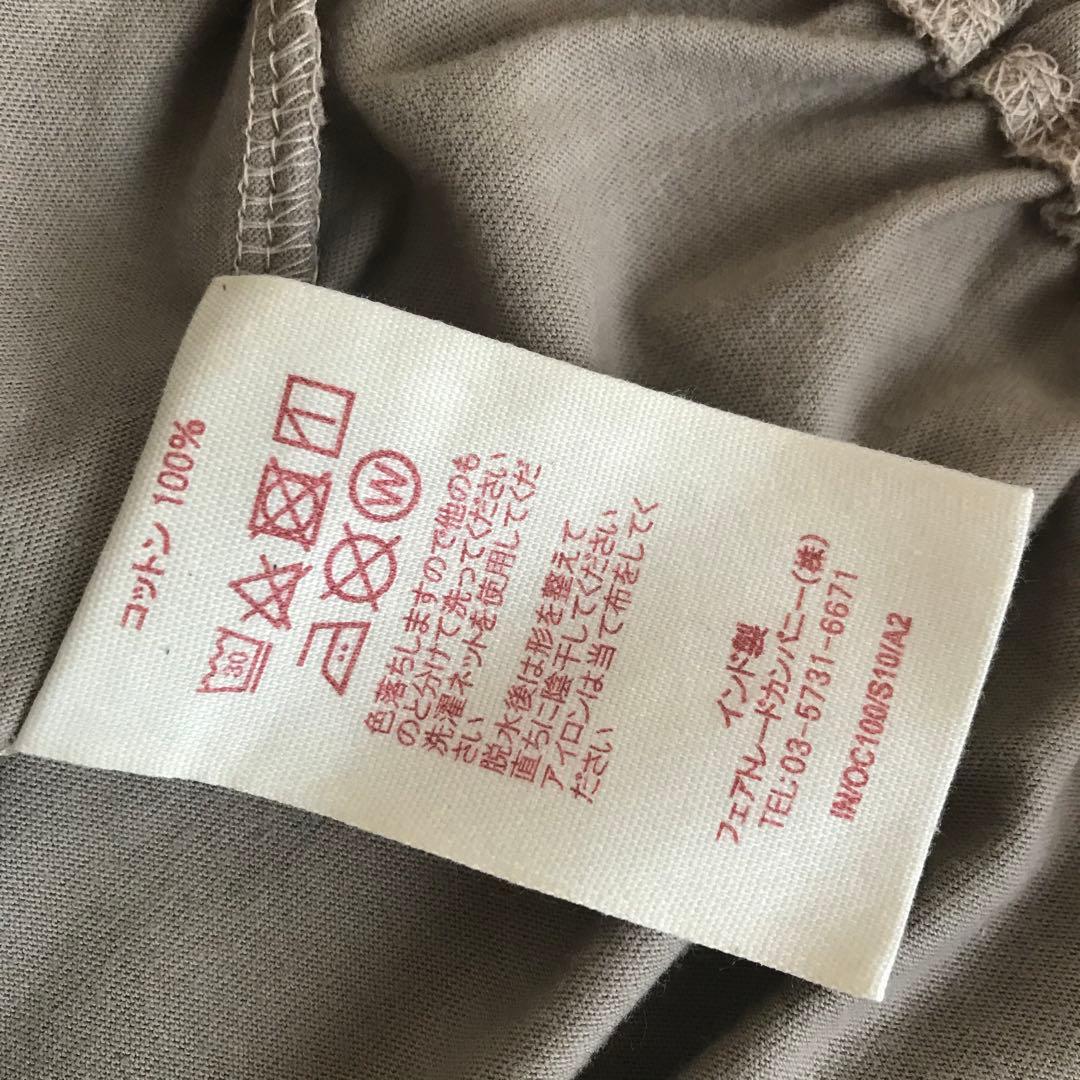 コットン 100%
30
W
色落ちしますので他のも
のと分けて洗ってください
洗濯ネットを使用してくだ
さい
脱水後は形を整えて
直ちに陰干してください
アイロンは当て布をしてく
ださい
インド製
フェアトレードカンパニー(株)
TEL:03-5731-6671
IN/OC100/S10/A2